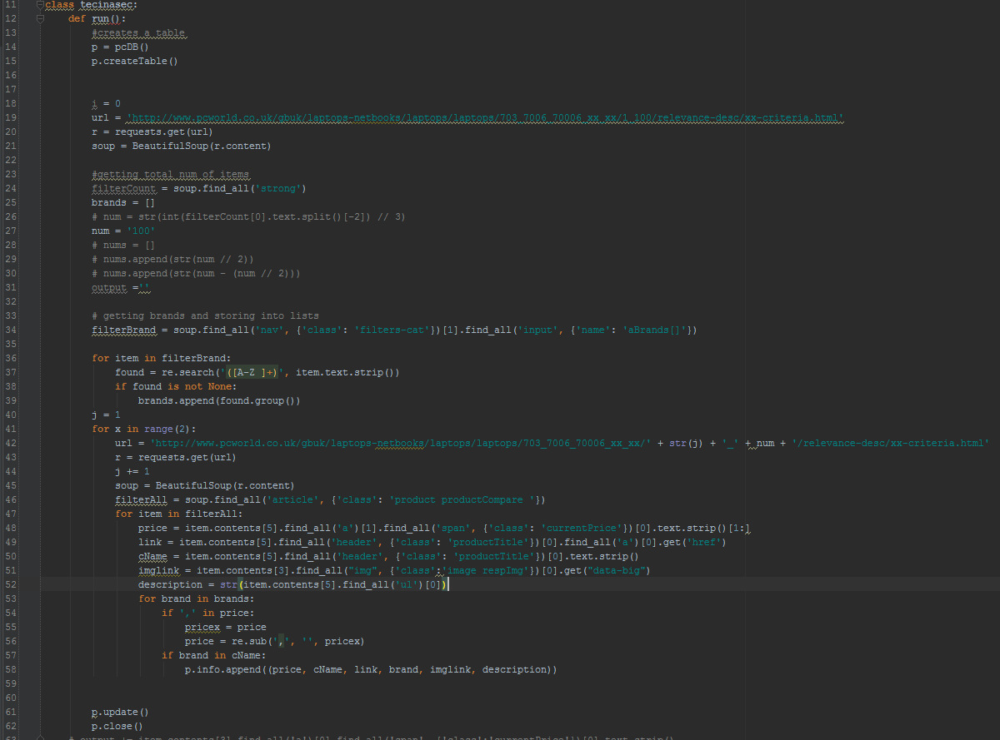 11 class tecinasec:
12 def run():
13 #creates a table
14 p = pcDB()
15 p.createTable()
16
17
18 i = 0
19 url = 'http://www.pcworld.co.uk/gbuk/laptops-netbooks/laptops/laptops/703_7006_70006_xx_xx/1_100/relevance-desc/xx-criteria.html'
20 r = requests.get(url)
21 soup = BeautifulSoup(r.content)
22
23 #getting total num of items
24 filterCount = soup.find_all('strong')
25 brands = []
26 # num = str(int(filterCount[0].text.split()[-2]) // 3)
27 num = '100'
28 # nums = []
29 # nums.append(str(num // 2))
30 # nums.append(str(num - (num // 2)))
31 output =''
32
33 # getting brands and storing into lists
34 filterBrand = soup.find_all('nav', {'class': 'filters-cat'})[1].find_all('input', {'name': 'aBrands[]'})
35
36 for item in filterBrand:
37 found = re.search('([A-Z ]+)', item.text.strip())
38 if found is not None:
39 brands.append(found.group())
40 j = 1
41 for x in range(2):
42 url = 'http://www.pcworld.co.uk/gbuk/laptops-netbooks/laptops/laptops/703_7006_70006_xx_xx/' + str(j) + '_' + num + '/relevance-desc/xx-criteria.html'
43 r = requests.get(url)
44 j += 1
45 soup = BeautifulSoup(r.content)
46 filterAll = soup.find_all('article', {'class': 'product productCompare '})
47 for item in filterAll:
48 price = item.contents[5].find_all('a')[1].find_all('span', {'class': 'currentPrice'})[0].text.strip()[1:]
49 link = item.contents[5].find_all('header', {'class': 'productTitle'})[0].find_all('a')[0].get('href')
50 cName = item.contents[5].find_all('header', {'class': 'productTitle'})[0].text.strip()
51 imglink = item.contents[3].find_all("img", {'class':'image respImg'})[0].get("data-big")
52 description = str(item.contents[5].find_all('ul')[0])
53 for brand in brands:
54 if ',' in price:
55 pricex = price
56 price = re.sub(',', '', pricex)
57 if brand in cName:
58 p.info.append((price, cName, link, brand, imglink, description))
59
60
61 p.update()
62 p.close()
63 # output += item.contents[3].find_all('a')[0].find_all('span', {'class':'currentPrice'})[0].text.strip()